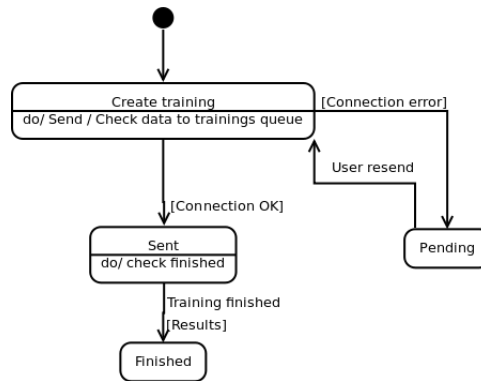 Create training
do/ Send / Check data to trainings queue
[Connection error]
User resend
[Connection OK]
Pending
Sent
do/ check finished
Training finished
[Results]
Finished